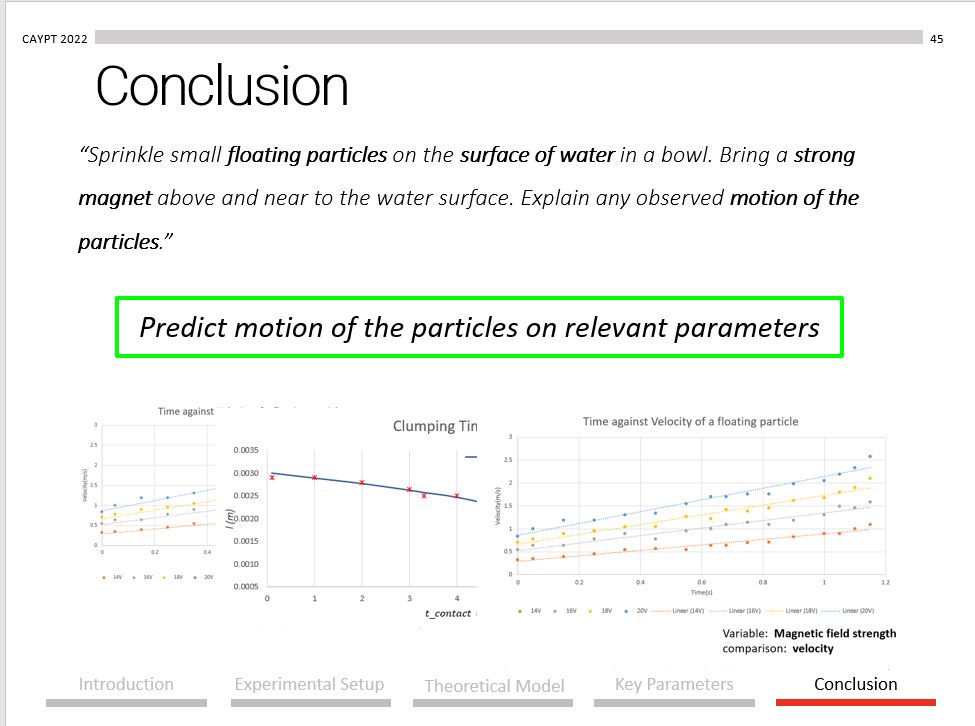 CAYPT 2022
45
Conclusion
“Sprinkle small floating particles on the surface of water in a bowl. Bring a strong
magnet above and near to the water surface. Explain any observed motion of the
particles.”
Predict motion of the particles on relevant parameters
Time against
3
2.5
2
1.5
1
0.5
0
Velocity(m/s)
0
0.2
0.4
14V 16V 18V 20V
Clumping Tim
0.0035
0.0030
0.0025
0.0020
0.0015
0.0010
0.0005
l (m)
0 1 2 3 4
t_contact
Time against Velocity of a floating particle
3
2.5
2
1.5
1
0.5
0
Velocity(m/s)
0 0.2 0.4 0.6 0.8 1 1.2
Time(s)
14V 16V 18V 20V Linear (14V) Linear (16V) Linear (18V) Linear (20V)
Variable: Magnetic field strength
comparison: velocity
Introduction Experimental Setup Theoretical Model Key Parameters Conclusion